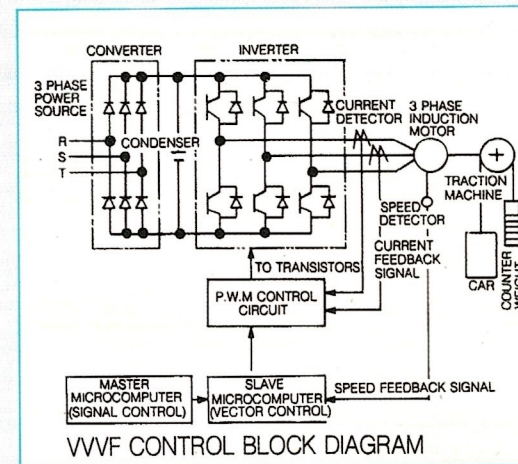 CONVERTER
INVERTER
3 PHASE
POWER
SOURCE
R
S
T
CONDENSER
CURRENT
DETECTOR
3 PHASE
INDUCTION
MOTOR
TRACTION
MACHINE
SPEED
DETECTOR
CURRENT
FEEDBACK
SIGNAL
CAR
COUNTER
WEIGHT
TO TRANSISTORS
P.W.M CONTROL
CIRCUIT
MASTER
MICROCOMPUTER
(SIGNAL CONTROL)
SLAVE
MICROCOMPUTER
(VECTOR CONTROL)
SPEED FEEDBACK SIGNAL
VVVF CONTROL BLOCK DIAGRAM